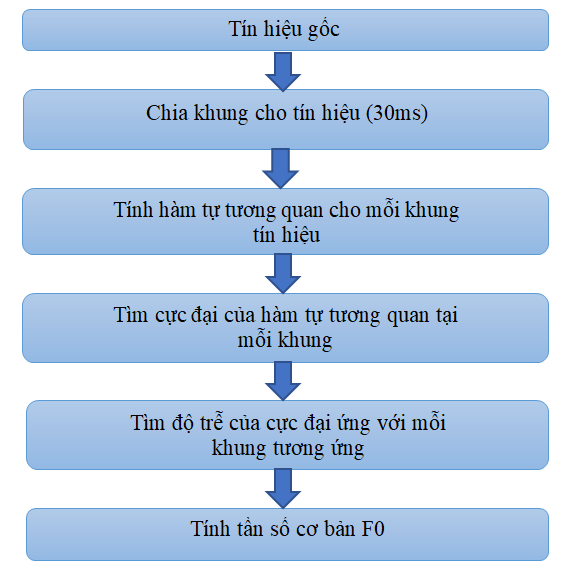 Tín hiệu gốc
Chia khung cho tín hiệu (30ms)
Tính hàm tự tương quan cho mỗi khung
tín hiệu
Tìm cực đại của hàm tự tương quan tại
mỗi khung
Tìm độ trễ của cực đại ứng với mỗi
khung tương ứng
Tính tần số cơ bản F0